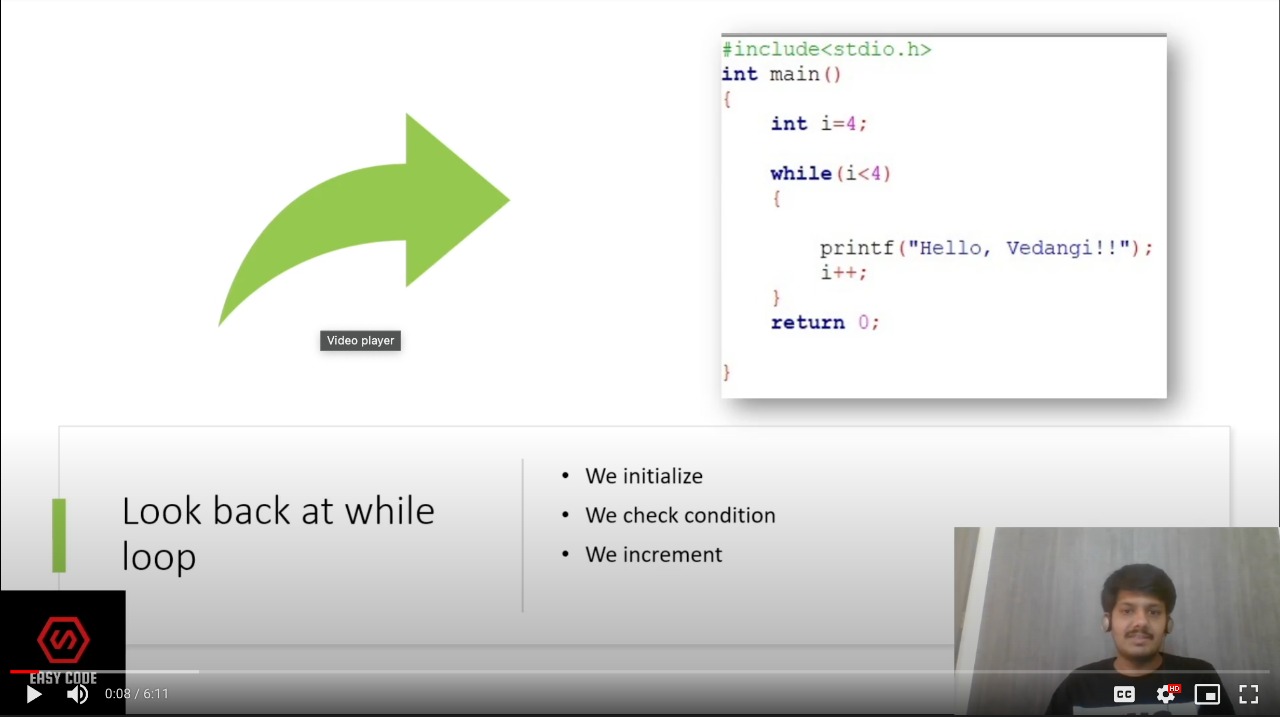 #include<stdio.h>
int main()
{
int i=4;
while(i<4)
{
printf("Hello, Vedangi!!");
i++;
}
return 0;
}
Video player
Look back at while
loop
• We initialize
• We check condition
• We increment
EASY CODE
0:08 / 6:11
CC
HD